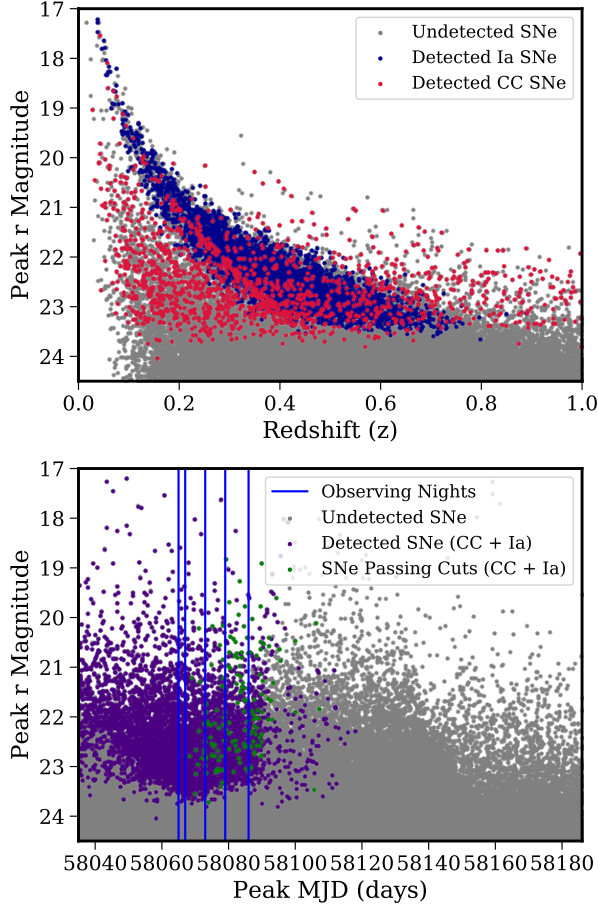 17
18
19
20
21
22
23
24
Peak r Magnitude
Undetected SNe
Detected Ia SNe
Detected CC SNe
0.0 0.2 0.4 0.6 0.8 1.0
Redshift (z)
17
18
19
20
21
22
23
24
Peak r Magnitude
Observing Nights
Undetected SNe
Detected SNe (CC + Ia)
SNe Passing Cuts (CC + Ia)
58040 58060 58080 58100 58120 58140 58160 58180
Peak MJD (days)